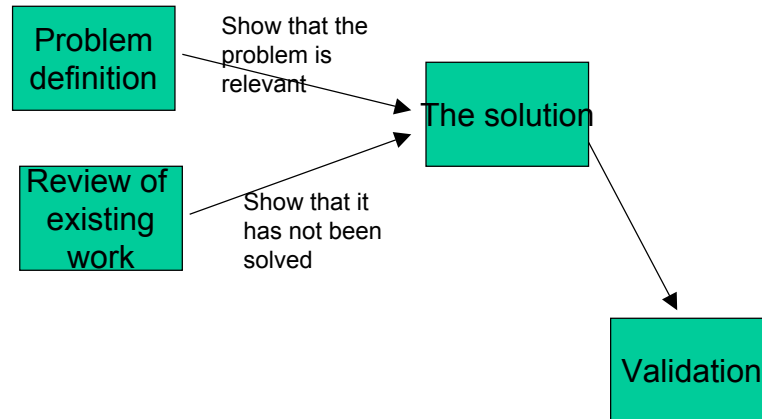 Problem
definition
Show that the
problem is
relevant
The solution
Review of
existing
work
Show that it
has not been
solved
Validation